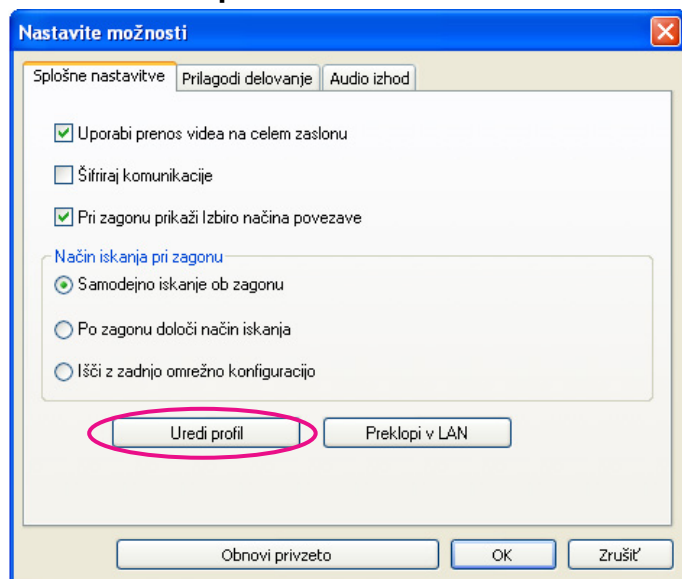 Nastavite možnosti
Splošne nastavitve Prilagodi delovanje Audio izhod
Uporabi prenos videa na celem zaslonu
Šifriraj komunikacije
Pri zagonu prikaži Izbiro načina povezave
Način iskanja pri zagonu
Samodejno iskanje ob zagonu
Po zagonu določi način iskanja
Išči z zadnjo omrežno konfiguracijo
Uredi profil Preklopi v LAN
Obnovi privzeto OK Zrušiť